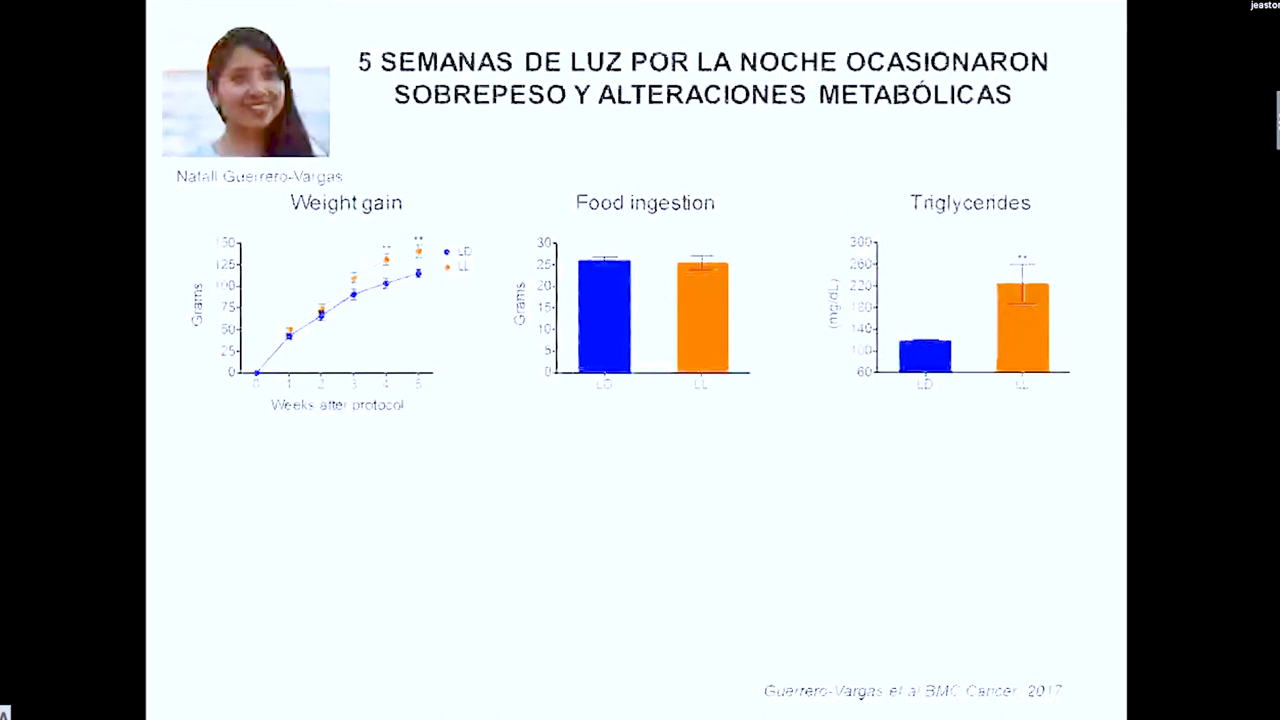 jeastor
5 SEMANAS DE LUZ POR LA NOCHE OCASIONARON
SOBREPESO Y ALTERACIONES METABÓLICAS
Natalí Guerrero-Vargas
Weight gain
150
125
100
75
50
25
0
Grams
0 1 2 3 4 5
Weeks after protocol
** **
LD
LL
Food ingestion
30
25
20
15
10
5
0
Grams
LD LL
Triglycerides
300
260
220
180
140
100
60
(mg/dL)
**
LD LL
Guerrero-Vargas et al BMC Cancer 2017
A